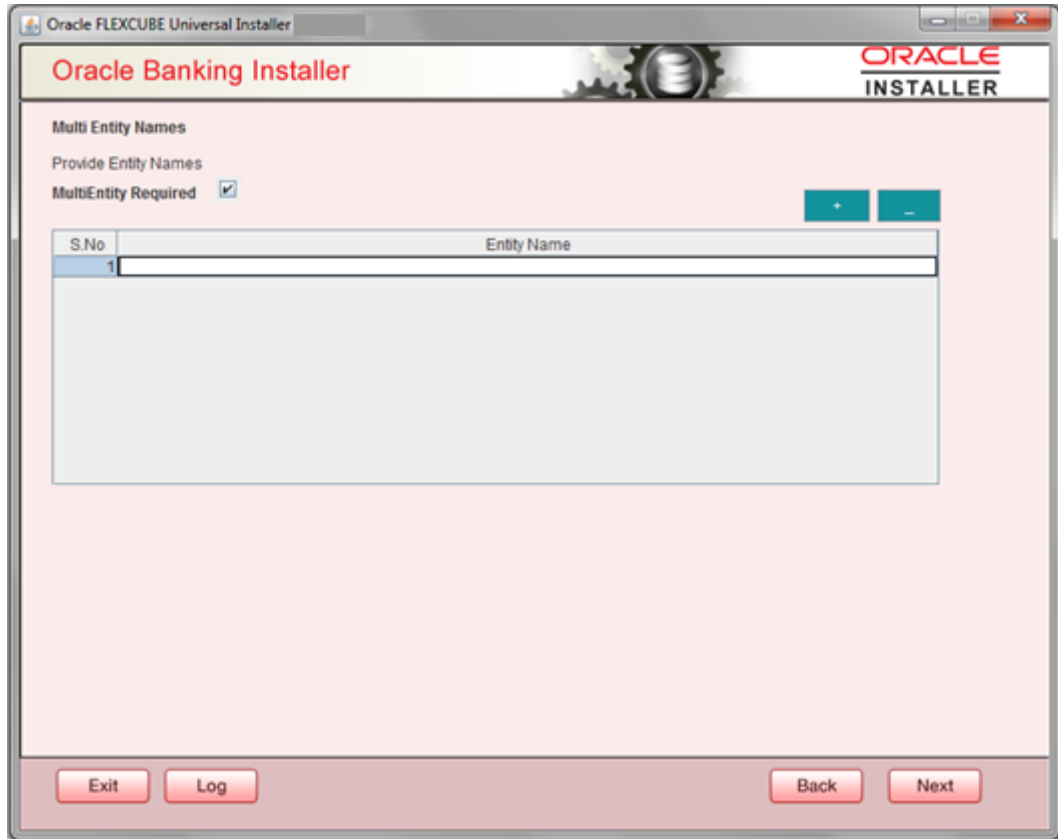 Oracle FLEXCUBE Universal Installer
Oracle Banking Installer
ORACLE
INSTALLER
Multi Entity Names
Provide Entity Names
MultiEntity Required
+ _
S.No Entity Name
1
Exit Log Back Next